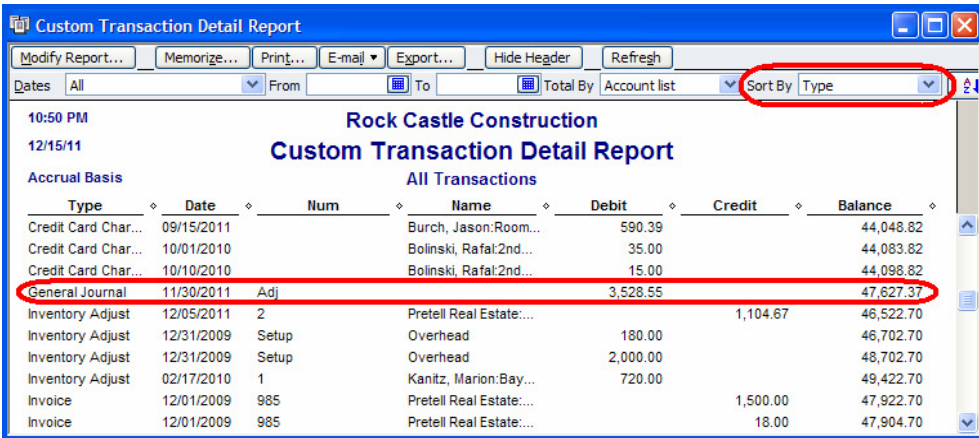 Custom Transaction Detail Report
Modify Report... Memorize... Print... E-mail Export... Hide Header Refresh
Dates All From To Total By Account list Sort By Type
10:50 PM Rock Castle Construction
12/15/11 Custom Transaction Detail Report
Accrual Basis All Transactions
Type Date Num Name Debit Credit Balance
Credit Card Char... 09/15/2011 Burch, Jason:Room... 590.39 44,048.82
Credit Card Char... 10/01/2010 Bolinski, Rafal:2nd... 35.00 44,083.82
Credit Card Char... 10/10/2010 Bolinski, Rafal:2nd... 15.00 44,098.82
General Journal 11/30/2011 Adj 3,528.55 47,627.37
Inventory Adjust 12/05/2011 2 Pretell Real Estate:... 1,104.67 46,522.70
Inventory Adjust 12/31/2009 Setup Overhead 180.00 46,702.70
Inventory Adjust 12/31/2009 Setup Overhead 2,000.00 48,702.70
Inventory Adjust 02/17/2010 1 Kanitz, Marion:Bay... 720.00 49,422.70
Invoice 12/01/2009 985 Pretell Real Estate:... 1,500.00 47,922.70
Invoice 12/01/2009 985 Pretell Real Estate:... 18.00 47,904.70